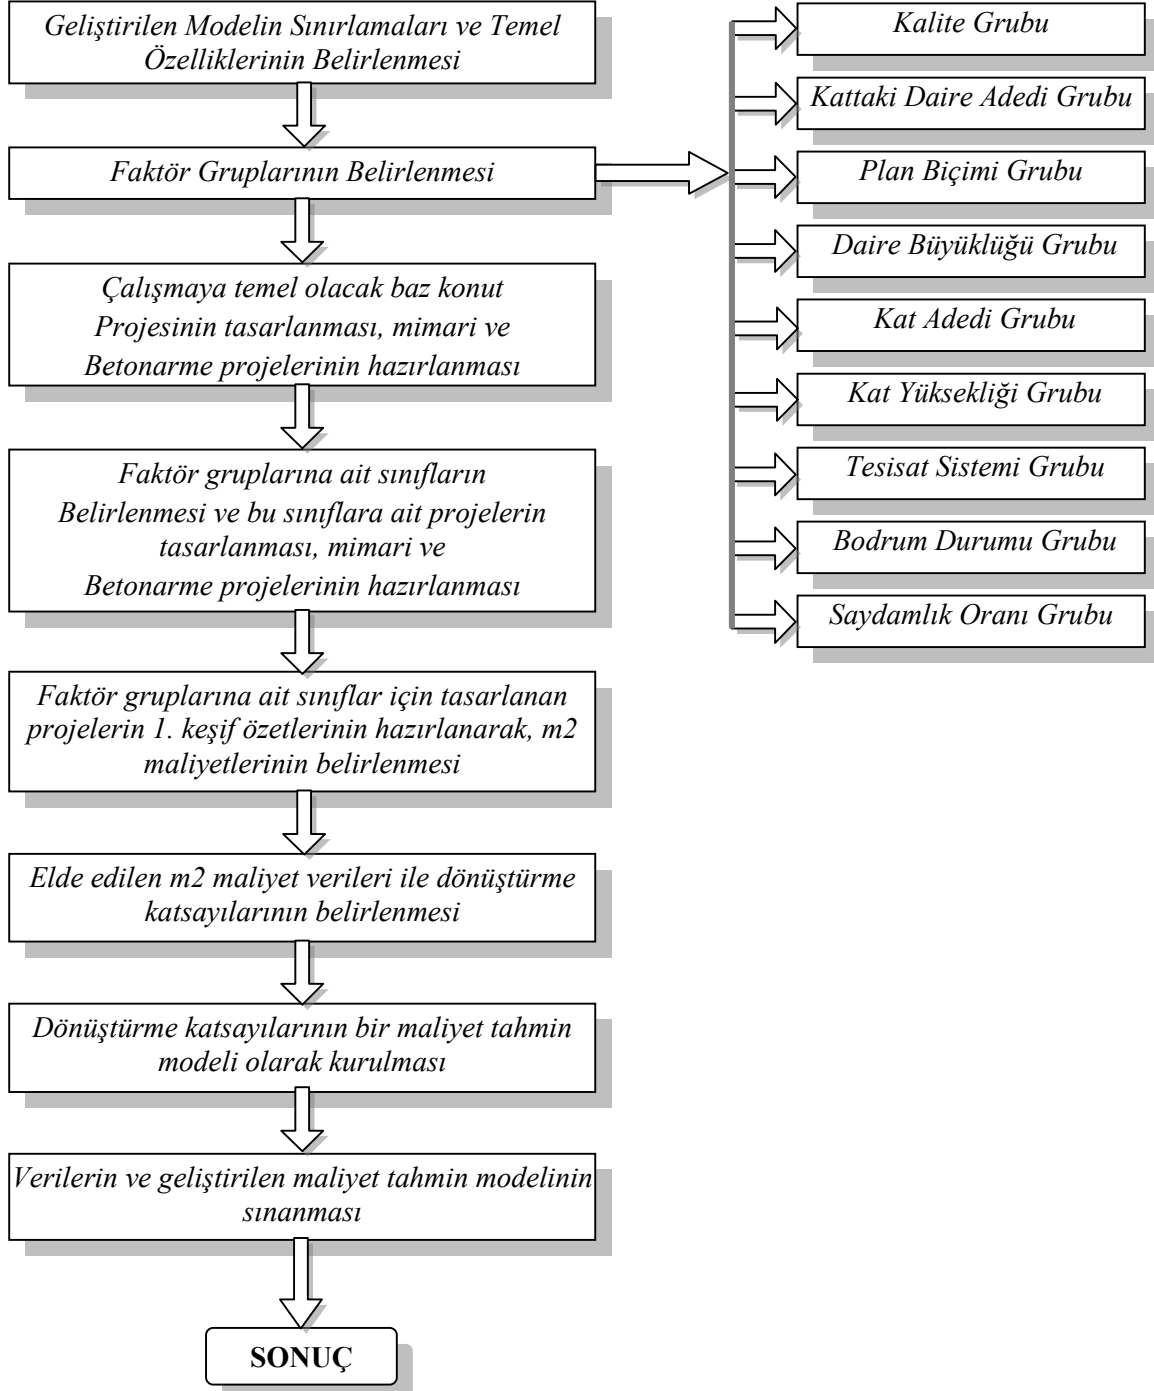 Geliştirilen Modelin Sınırlamaları ve Temel
Özelliklerinin Belirlenmesi
Faktör Gruplarının Belirlenmesi
Çalışmaya temel olacak baz konut
Projesinin tasarlanması, mimari ve
Betonarme projelerinin hazırlanması
Faktör gruplarına ait sınıfların
Belirlenmesi ve bu sınıflara ait projelerin
tasarlanması, mimari ve
Betonarme projelerinin hazırlanması
Faktör gruplarına ait sınıflar için tasarlanan
projelerin 1. keşif özetlerinin hazırlanarak, m2
maliyetlerinin belirlenmesi
Elde edilen m2 maliyet verileri ile dönüştürme
katsayılarının belirlenmesi
Dönüştürme katsayılarının bir maliyet tahmin
modeli olarak kurulması
Verilerin ve geliştirilen maliyet tahmin modelinin
sınanması
SONUÇ
Kalite Grubu
Kattaki Daire Adedi Grubu
Plan Biçimi Grubu
Daire Büyüklüğü Grubu
Kat Adedi Grubu
Kat Yüksekliği Grubu
Tesisat Sistemi Grubu
Bodrum Durumu Grubu
Saydamlık Oranı Grubu